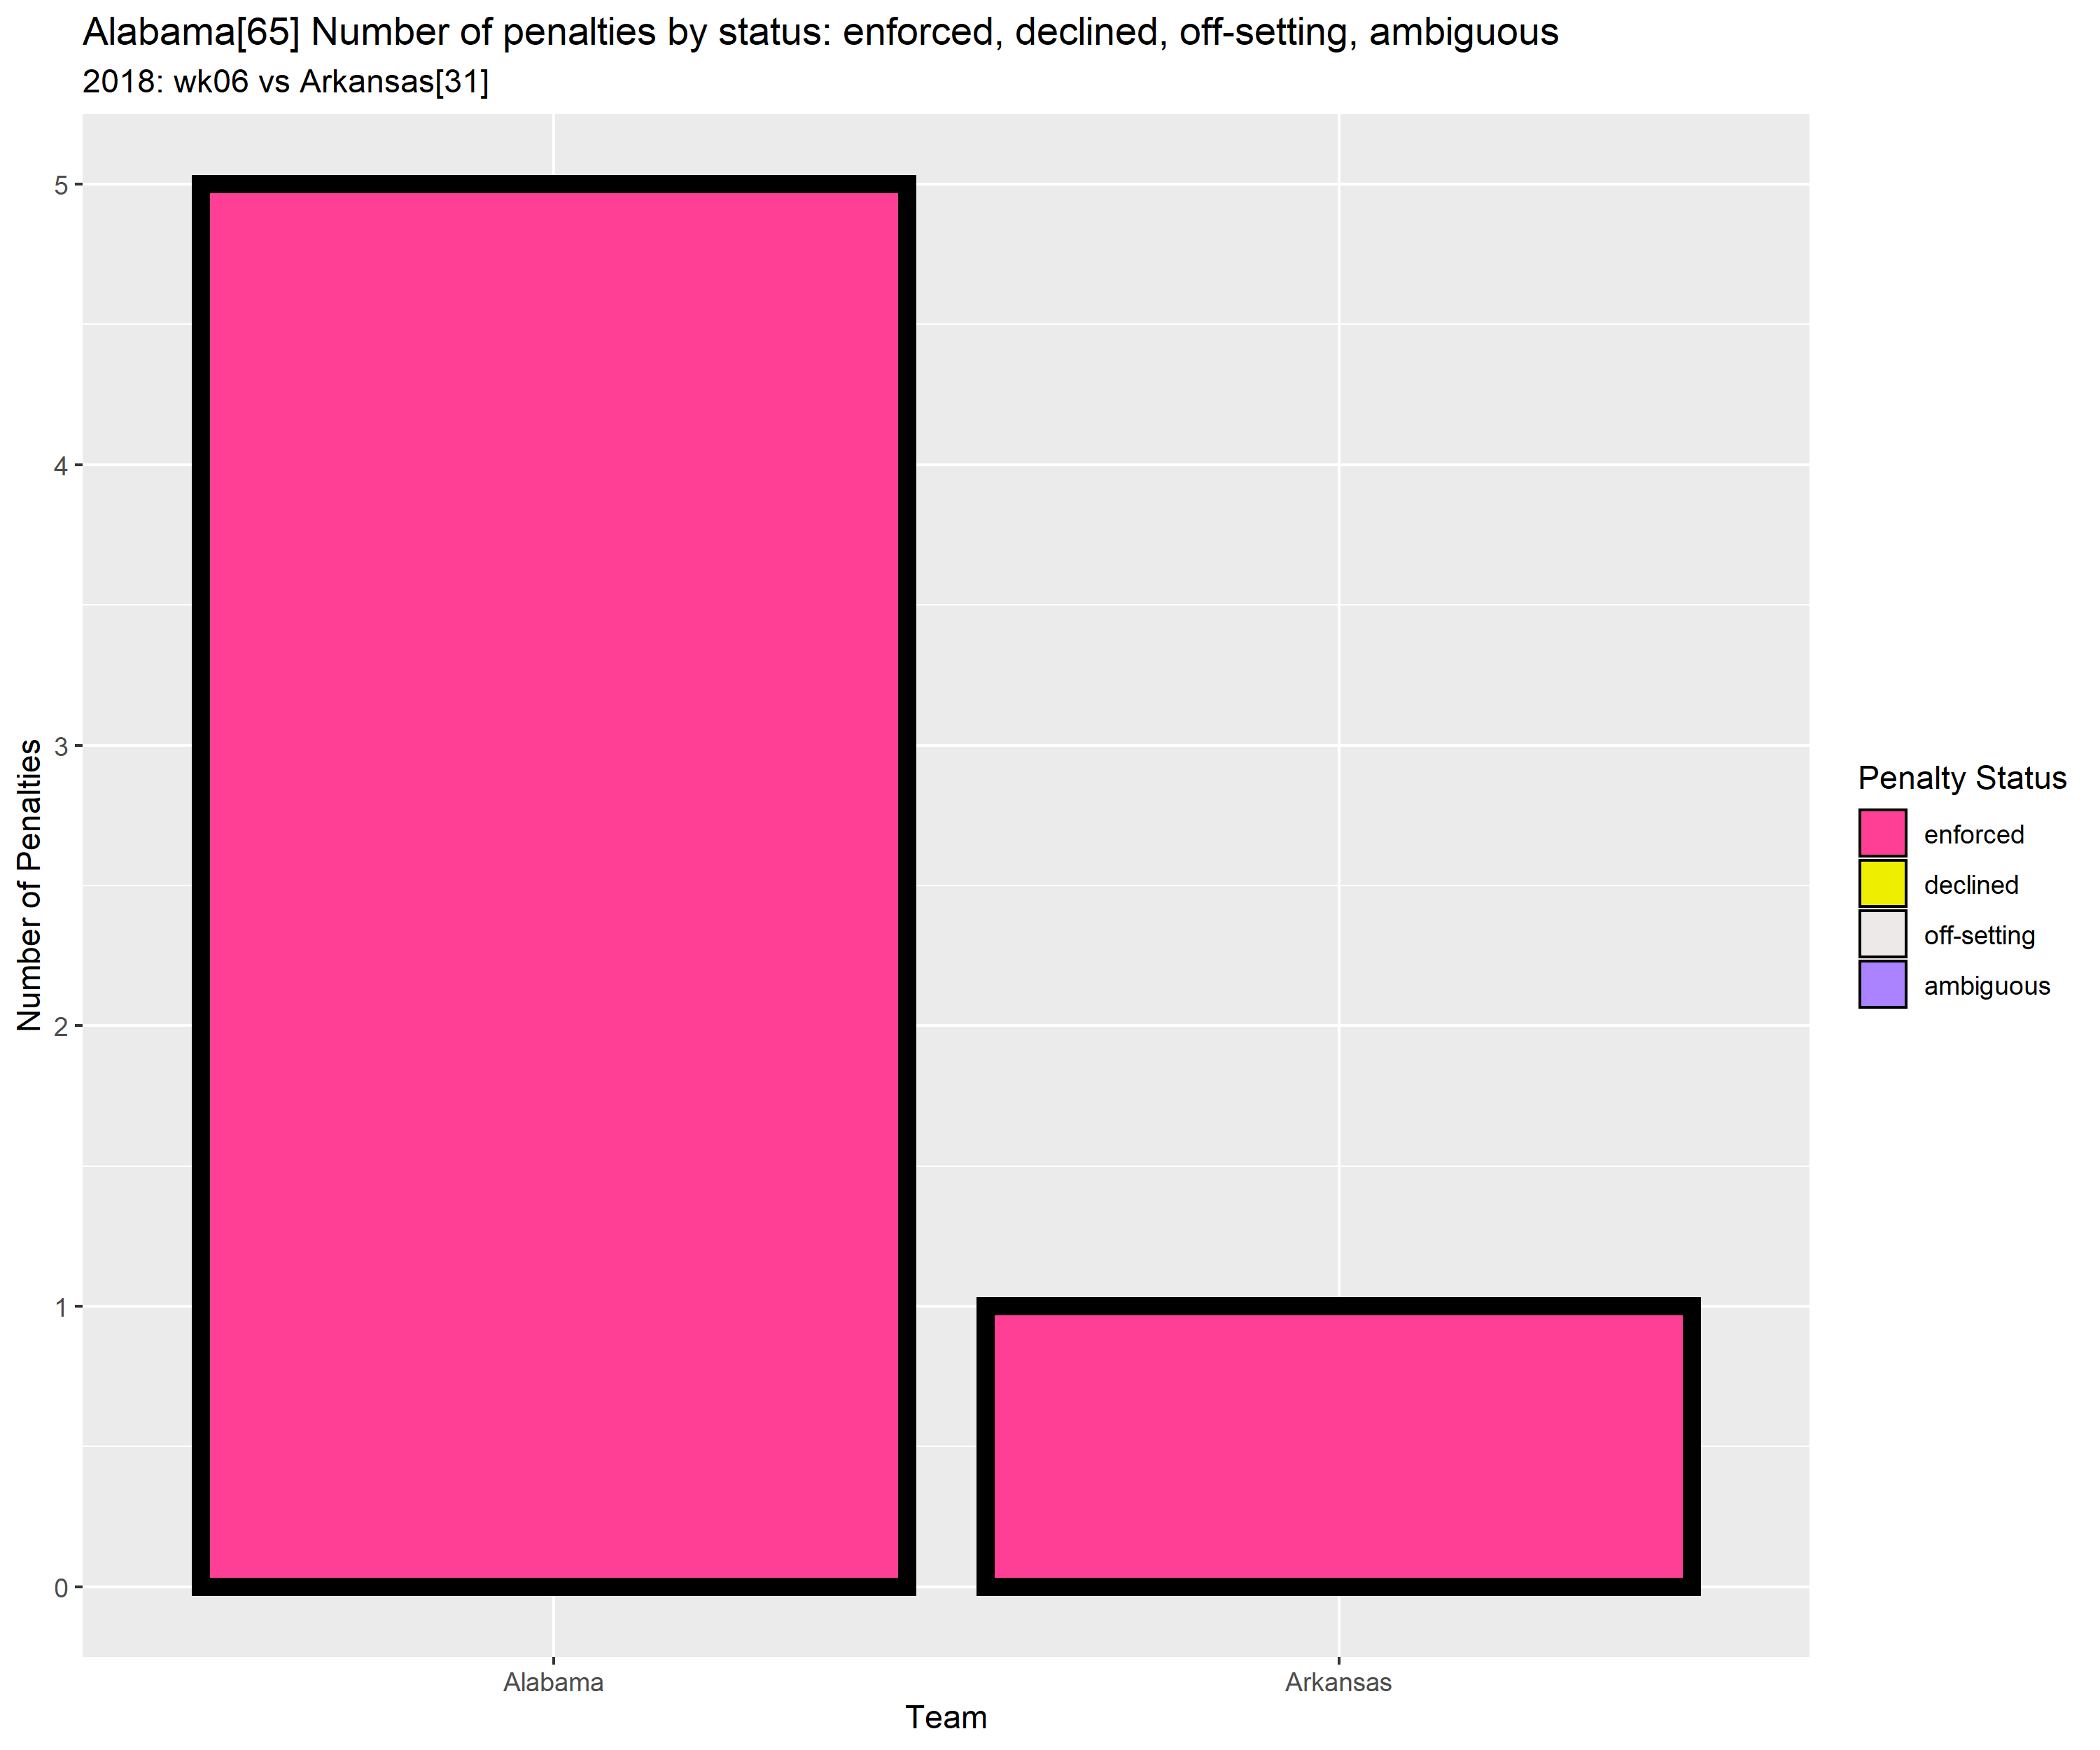 Alabama[65] Number of penalties by status: enforced, declined, off-setting, ambiguous
2018: wk06 vs Arkansas[31]
Number of Penalties
5
4
3
2
1
0
Alabama
Arkansas
Team
Penalty Status
enforced
declined
off-setting
ambiguous